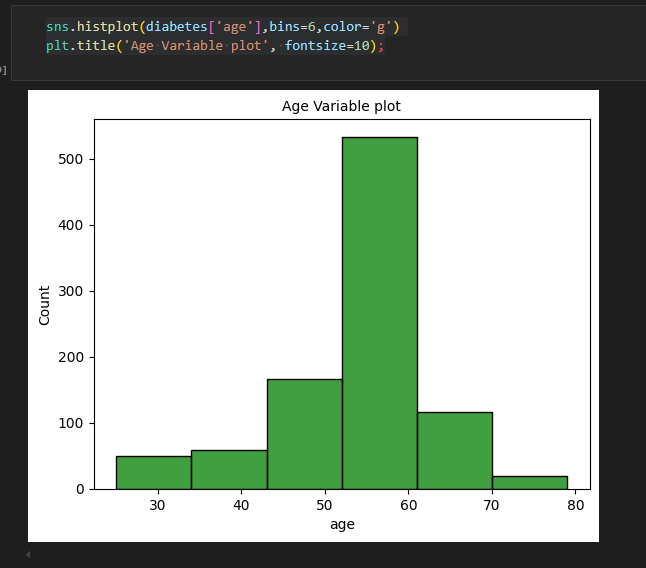 sns.histplot(diabetes['age'],bins=6,color='g')
plt.title('Age Variable plot', fontsize=10);
Age Variable plot
500
400
300
200
100
0
Count
30 40 50 60 70 80
age